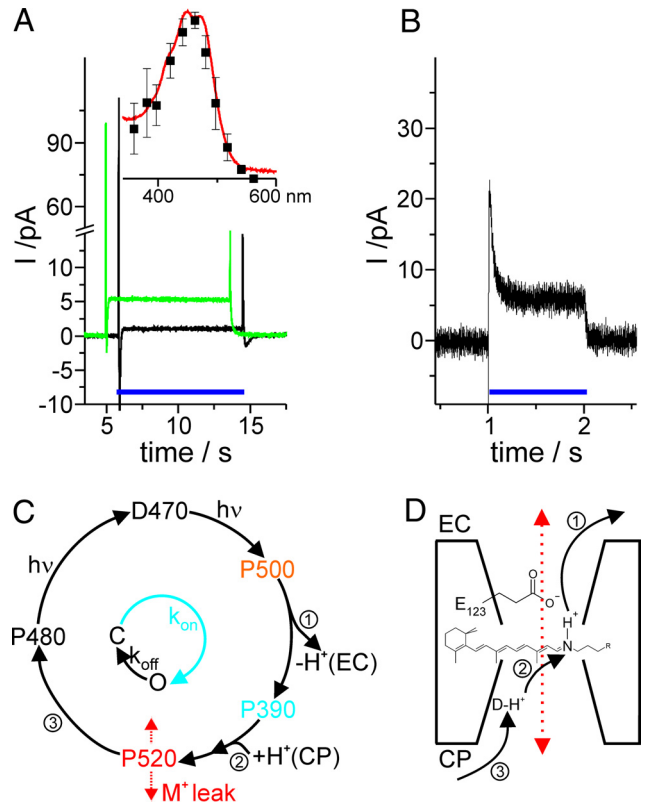 A
B
I /pA
90
60
10
5
0
-5
-10
5
10
15
time / s
400
600 nm
I /pA
30
20
10
0
1
2
time / s
C
D470
hν
hν
P500
①
-H⁺(EC)
P390
②
+H⁺(CP)
P520
M⁺ leak
③
P480
C
k_on
k_off
O
D
EC
①
O
O⁻
E₁₂₃
H⁺
N
R
②
D-H⁺
③
CP